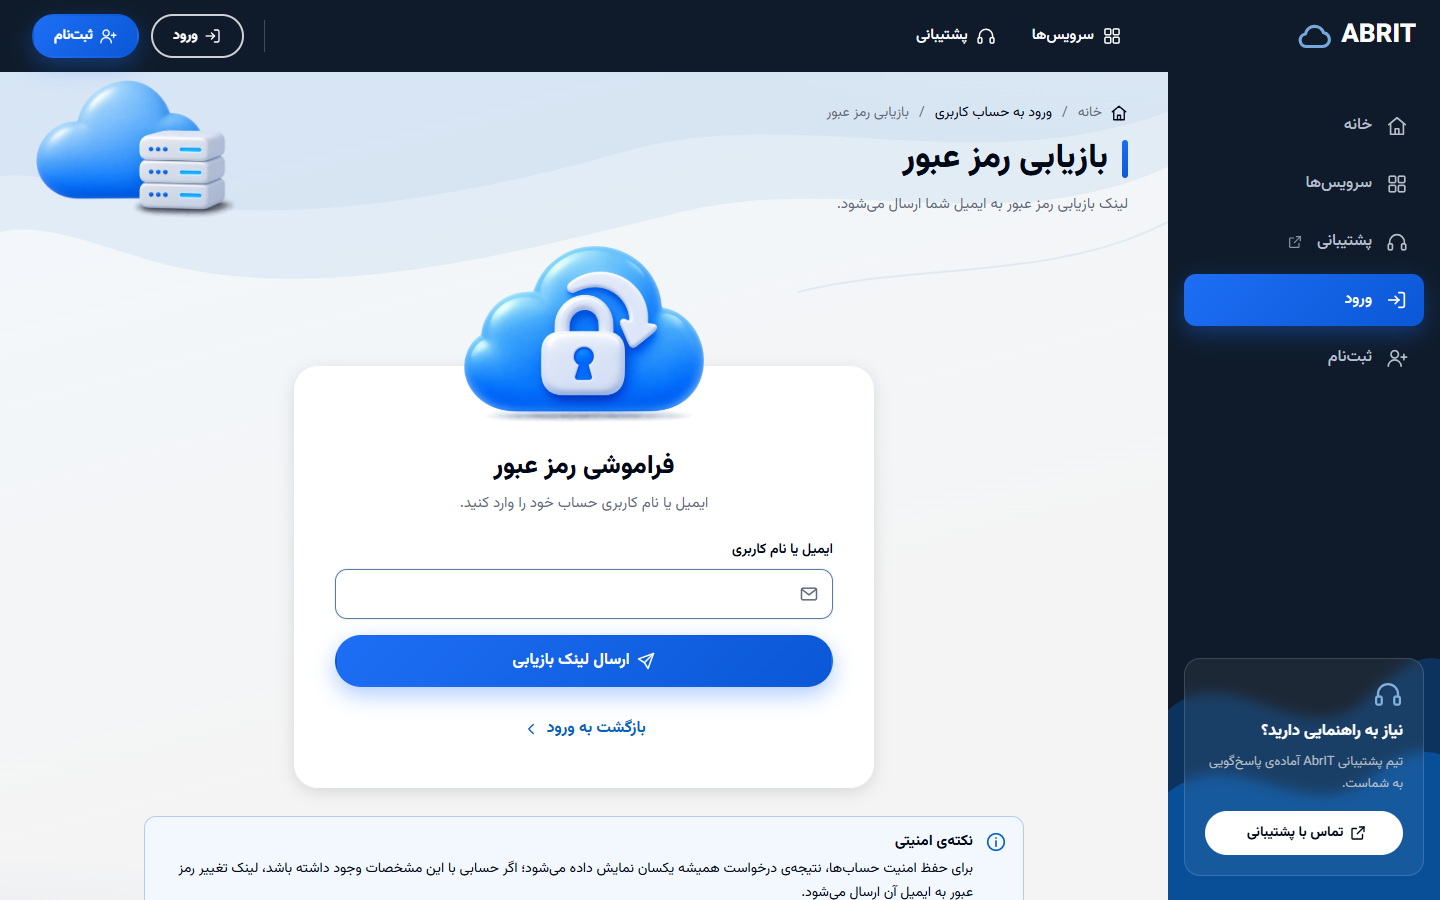 ABRIT
سرویس‌ها
پشتیبانی
ورود
ثبت‌نام
خانه
سرویس‌ها
پشتیبانی
ورود
ثبت‌نام
نیاز به راهنمایی دارید؟
تیم پشتیبانی AbrIT آماده‌ی پاسخ‌گویی
به شماست.
تماس با پشتیبانی
خانه / ورود به حساب کاربری / بازیابی رمز عبور
بازیابی رمز عبور
لینک بازیابی رمز عبور به ایمیل شما ارسال می‌شود.
فراموشی رمز عبور
ایمیل یا نام کاربری حساب خود را وارد کنید.
ایمیل یا نام کاربری
ارسال لینک بازیابی
بازگشت به ورود
نکته‌ی امنیتی
برای حفظ امنیت حساب‌ها، نتیجه‌ی درخواست همیشه یکسان نمایش داده می‌شود؛ اگر حسابی با این مشخصات وجود داشته باشد، لینک تغییر رمز
عبور به ایمیل آن ارسال می‌شود.